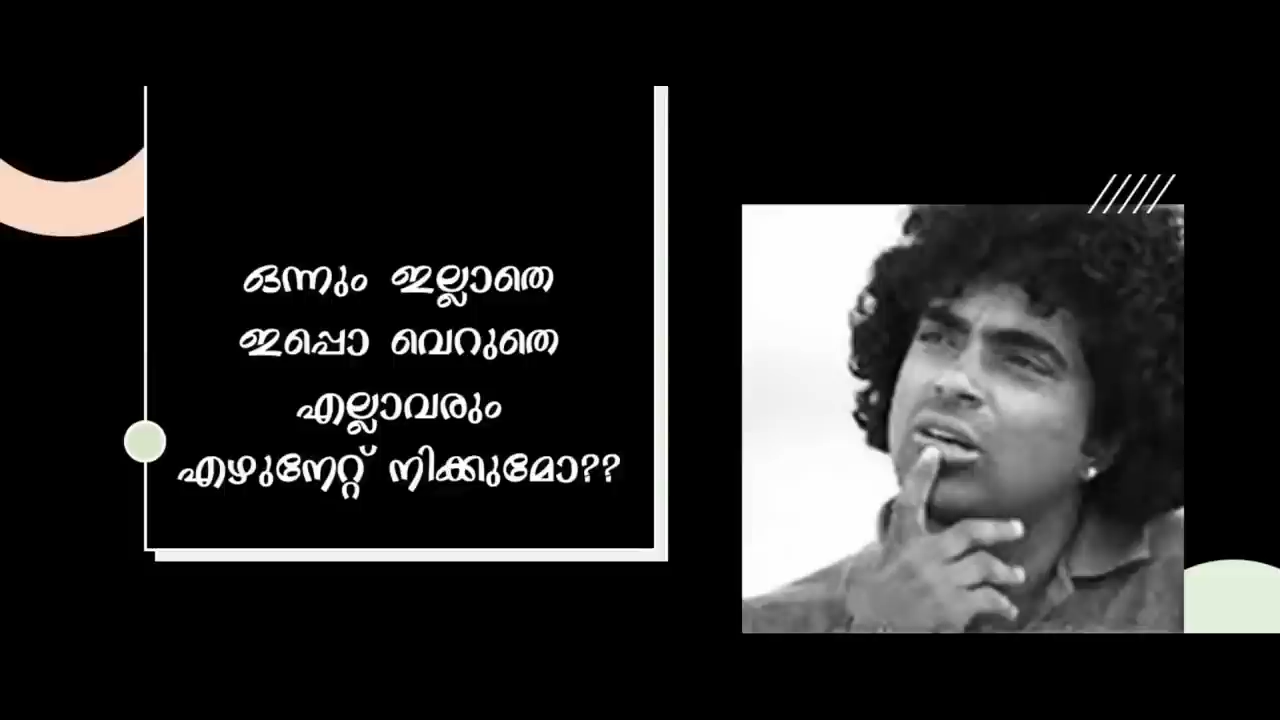 ഒന്നും ഇല്ലാതെ
ഇപ്പൊ വെറുതെ
എല്ലാവരും
എഴുനേറ്റ് നിക്കുമോ??